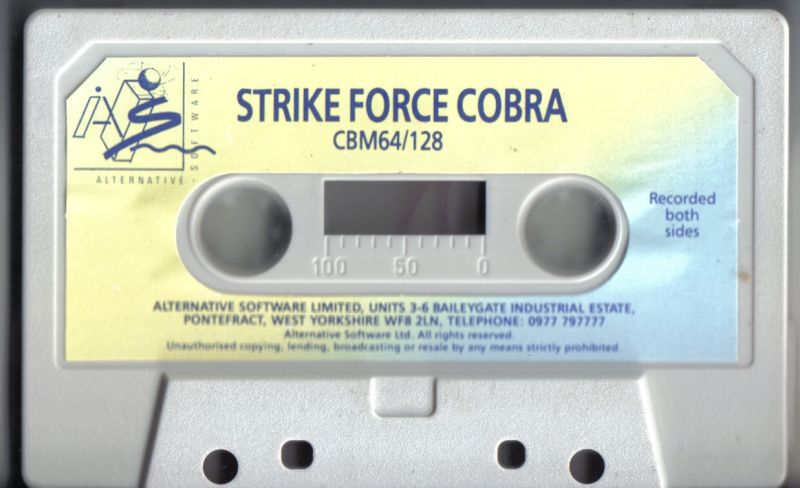 STRIKE FORCE COBRA
CBM64/128
SOFTWARE
ALTERNATIVE
Recorded
both
sides
100 50 0
ALTERNATIVE SOFTWARE LIMITED, UNITS 3-6 BAILEYGATE INDUSTRIAL ESTATE,
PONTEFRACT, WEST YORKSHIRE WF8 2LN, TELEPHONE: 0977 797777
Alternative Software Ltd. All rights reserved.
Unauthorised copying, lending, broadcasting or resale by any means strictly prohibited.